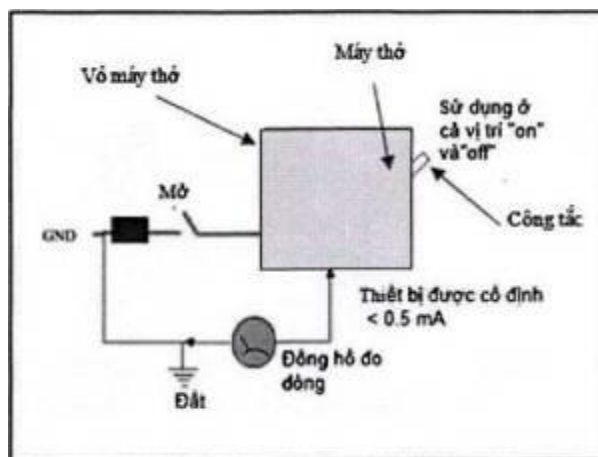 Máy thở
Vỏ máy thở
Sử dụng ở
cả vị trí "on"
và "off"
Mở
Công tắc
GND
Thiết bị được cố định
< 0.5 mA
Đồng hồ đo
dòng
Đất